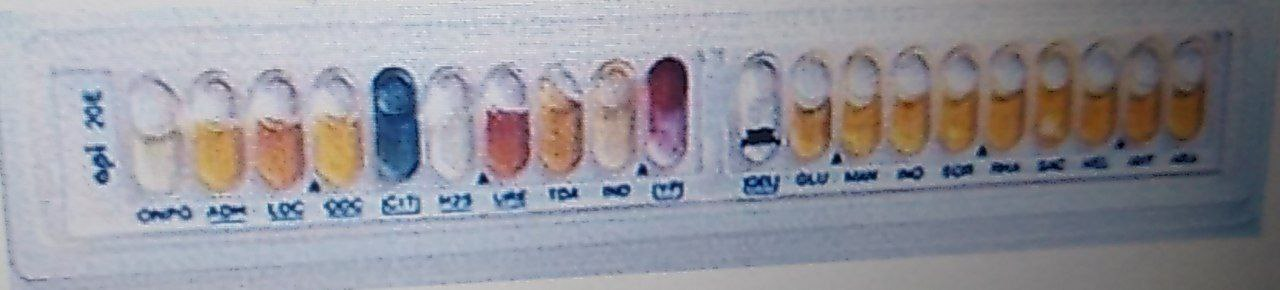 api 20E
ONPG ADH LDC ODC CIT H2S URE TDA IND VP GEL GLU MAN INO SOR RHA SAC MEL AMY ARA